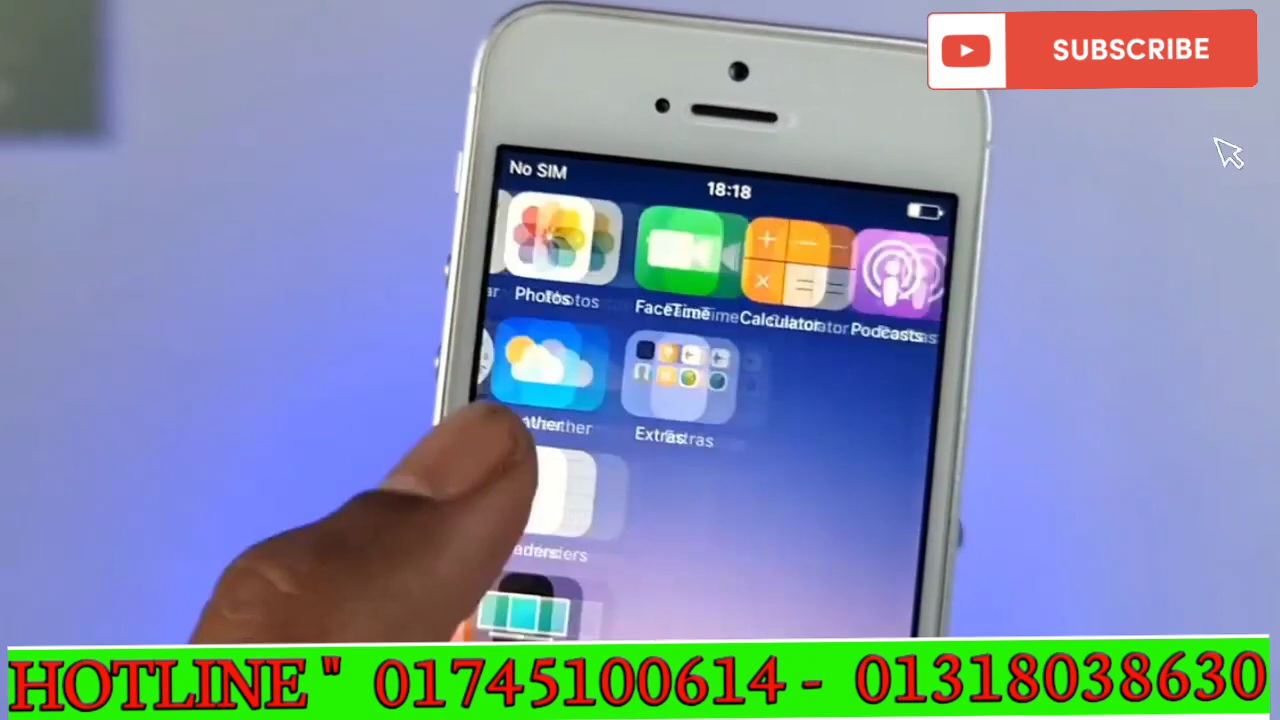 SUBSCRIBE
No SIM
18:18
Photos
FaceTime
Calculator
Podcasts
Extras
HOTLINE " 01745100614 - 01318038630